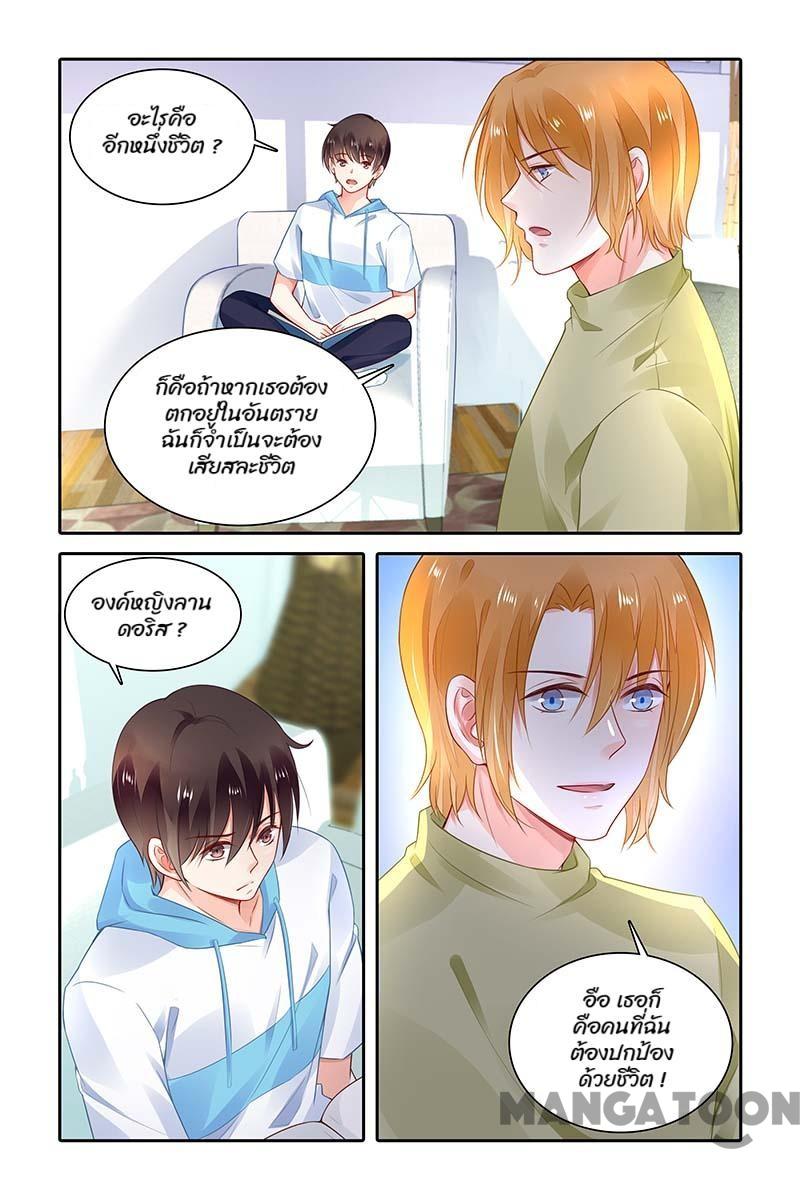 อะไรคือ
อีกหนึ่งชีวิต ?
ก็คือถ้าหากเธอต้อง
ตกอยู่ในอันตราย
ฉันก็จำเป็นจะต้อง
เสียสละชีวิต
องค์หญิงลาน
ดอริส ?
อือ เธอก็
คือคนที่ฉัน
ต้องปกป้อง
ด้วยชีวิต !
MANGATOON